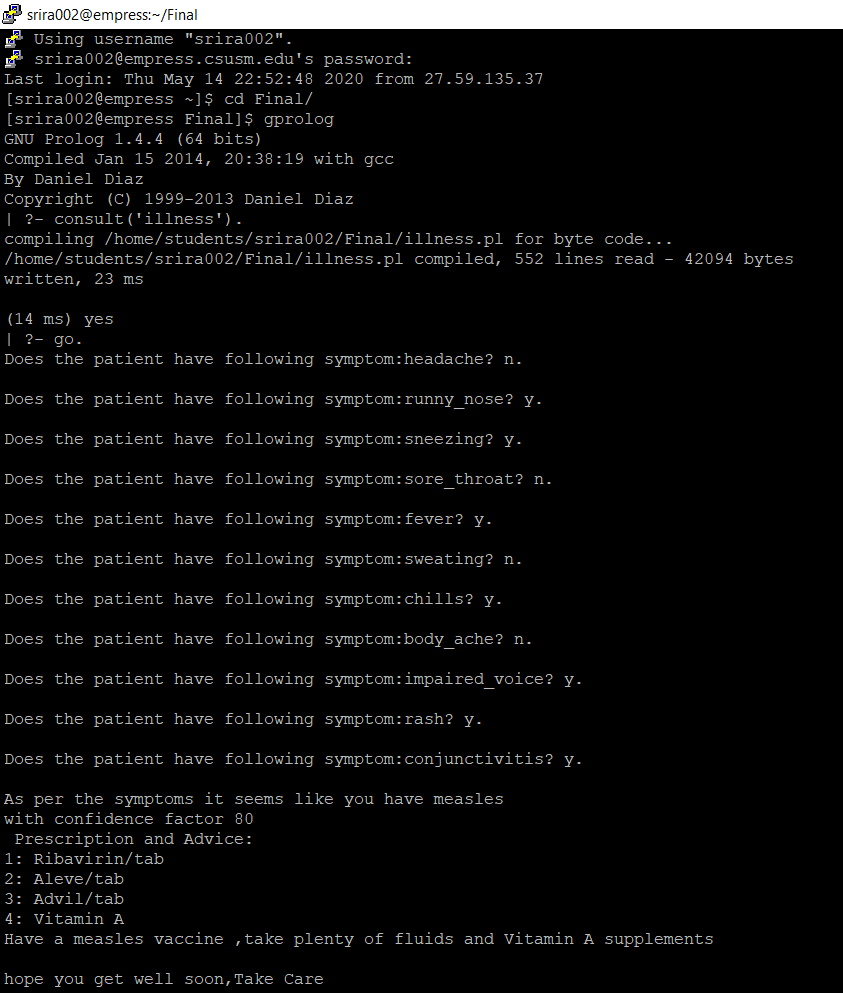 srira002@empress:~/Final
Using username "srira002".
srira002@empress.csusm.edu's password:
Last login: Thu May 14 22:52:48 2020 from 27.59.135.37
[srira002@empress ~]$ cd Final/
[srira002@empress Final]$ gprolog
GNU Prolog 1.4.4 (64 bits)
Compiled Jan 15 2014, 20:38:19 with gcc
By Daniel Diaz
Copyright (C) 1999-2013 Daniel Diaz
| ?- consult('illness').
compiling /home/students/srira002/Final/illness.pl for byte code...
/home/students/srira002/Final/illness.pl compiled, 552 lines read - 42094 bytes
written, 23 ms
(14 ms) yes
| ?- go.
Does the patient have following symptom:headache? n.
Does the patient have following symptom:runny_nose? y.
Does the patient have following symptom:sneezing? y.
Does the patient have following symptom:sore_throat? n.
Does the patient have following symptom:fever? y.
Does the patient have following symptom:sweating? n.
Does the patient have following symptom:chills? y.
Does the patient have following symptom:body_ache? n.
Does the patient have following symptom:impaired_voice? y.
Does the patient have following symptom:rash? y.
Does the patient have following symptom:conjunctivitis? y.
As per the symptoms it seems like you have measles
with confidence factor 80
 Prescription and Advice:
1: Ribavirin/tab
2: Aleve/tab
3: Advil/tab
4: Vitamin A
Have a measles vaccine ,take plenty of fluids and Vitamin A supplements
hope you get well soon,Take Care